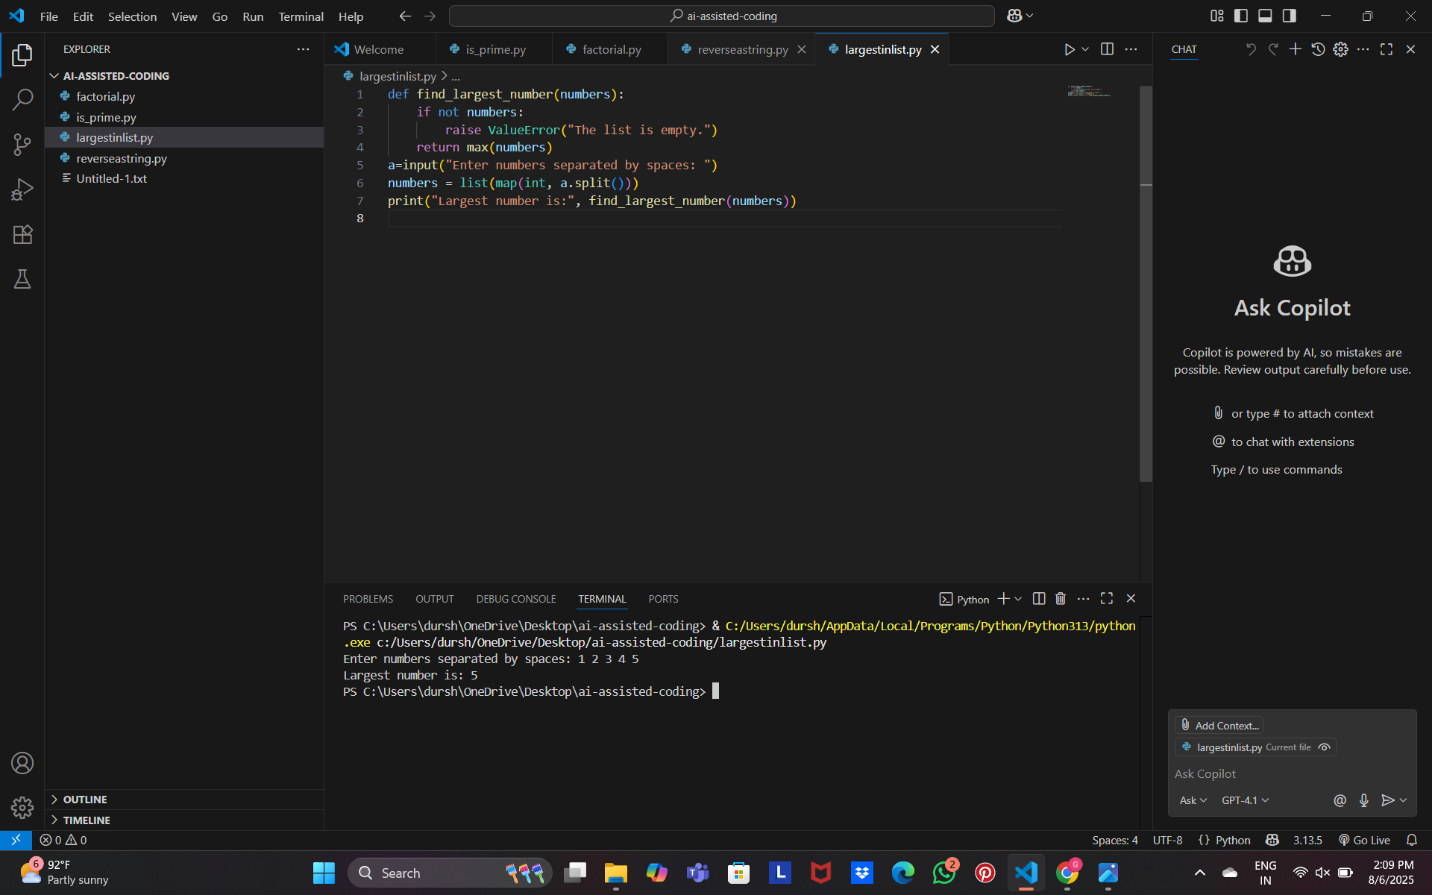 File Edit Selection View Go Run Terminal Help
ai-assisted-coding
EXPLORER
AI-ASSISTED-CODING
factorial.py
is_prime.py
largestinlist.py
reverseastring.py
Untitled-1.txt
OUTLINE
TIMELINE
Welcome
is_prime.py
factorial.py
reverseastring.py
largestinlist.py
largestinlist.py > ...
1 def find_largest_number(numbers):
2 if not numbers:
3 raise ValueError("The list is empty.")
4 return max(numbers)
5 a=input("Enter numbers separated by spaces: ")
6 numbers = list(map(int, a.split()))
7 print("Largest number is:", find_largest_number(numbers))
8
PROBLEMS OUTPUT DEBUG CONSOLE TERMINAL PORTS
Python
PS C:\Users\dursh\OneDrive\Desktop\ai-assisted-coding> & C:/Users/dursh/AppData/Local/Programs/Python/Python313/python
.exe c:/Users/dursh/OneDrive/Desktop/ai-assisted-coding/largestinlist.py
Enter numbers separated by spaces: 1 2 3 4 5
Largest number is: 5
PS C:\Users\dursh\OneDrive\Desktop\ai-assisted-coding>
CHAT
Ask Copilot
Copilot is powered by AI, so mistakes are
possible. Review output carefully before use.
or type # to attach context
@ to chat with extensions
Type / to use commands
Add Context...
largestinlist.py Current file
Ask Copilot
Ask GPT-4.1 @
0 0
Spaces: 4 UTF-8 {} Python 3.13.5 Go Live
6
92°F
Partly sunny
Search
L
2
G
ENG
IN
2:09 PM
8/6/2025